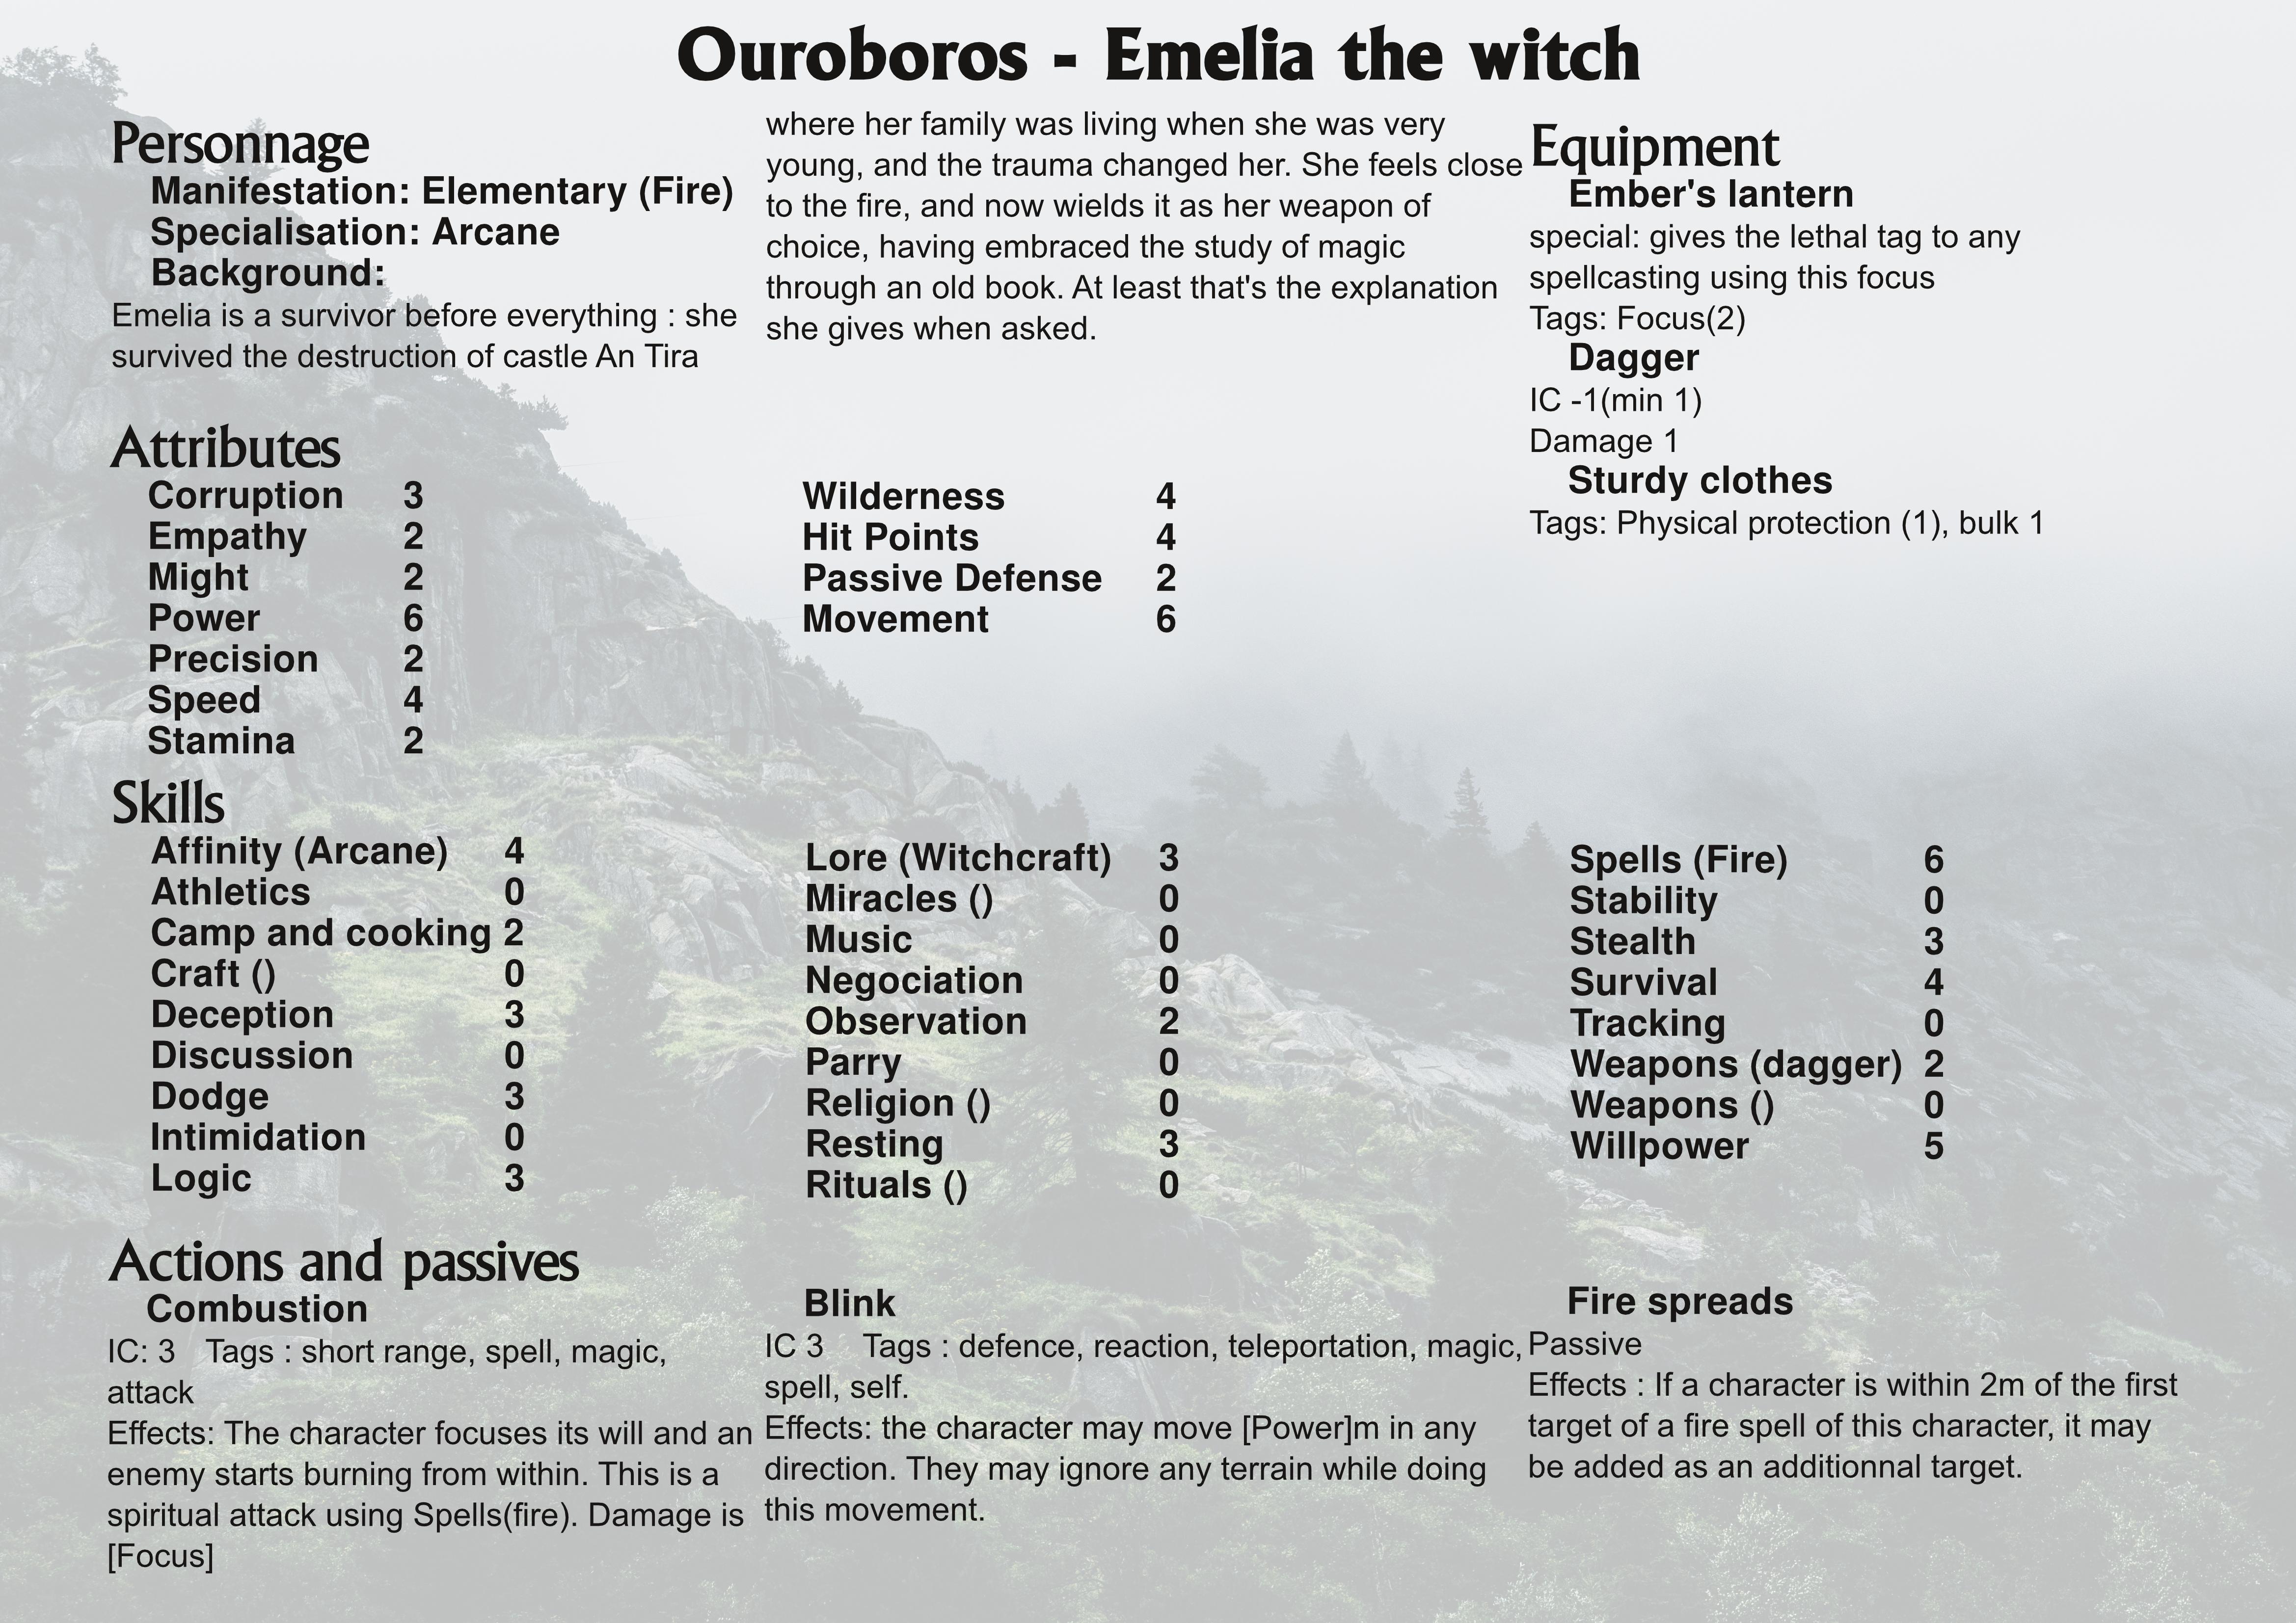 Ouroboros - Emelia the witch
Personnage
Manifestation: Elementary (Fire)
Specialisation: Arcane
Background:
Emelia is a survivor before everything : she
survived the destruction of castle An Tira
where her family was living when she was very
young, and the trauma changed her. She feels close
to the fire, and now wields it as her weapon of
choice, having embraced the study of magic
through an old book. At least that's the explanation
she gives when asked.
Equipment
Ember's lantern
special: gives the lethal tag to any
spellcasting using this focus
Tags: Focus(2)
Dagger
IC -1(min 1)
Damage 1
Sturdy clothes
Tags: Physical protection (1), bulk 1
Attributes
Corruption 3
Empathy 2
Might 2
Power 6
Precision 2
Speed 4
Stamina 2
Wilderness 4
Hit Points 4
Passive Defense 2
Movement 6
Skills
Affinity (Arcane) 4
Athletics 0
Camp and cooking 2
Craft () 0
Deception 3
Discussion 0
Dodge 3
Intimidation 0
Logic 3
Lore (Witchcraft) 3
Miracles () 0
Music 0
Negociation 0
Observation 2
Parry 0
Religion () 0
Resting 3
Rituals () 0
Spells (Fire) 6
Stability 0
Stealth 3
Survival 4
Tracking 0
Weapons (dagger) 2
Weapons () 0
Willpower 5
Actions and passives
Combustion
IC: 3 Tags : short range, spell, magic,
attack
Effects: The character focuses its will and an
enemy starts burning from within. This is a
spiritual attack using Spells(fire). Damage is
[Focus]
Blink
IC 3 Tags : defence, reaction, teleportation, magic,
spell, self.
Effects: the character may move [Power]m in any
direction. They may ignore any terrain while doing
this movement.
Fire spreads
Passive
Effects : If a character is within 2m of the first
target of a fire spell of this character, it may
be added as an additionnal target.